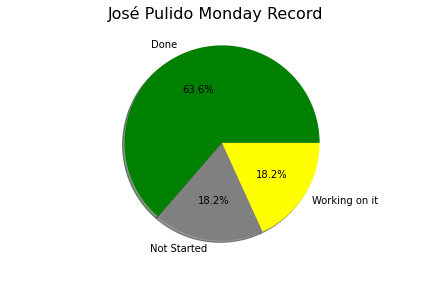 José Pulido Monday Record
Done
63.6%
18.2%
Working on it
18.2%
Not Started